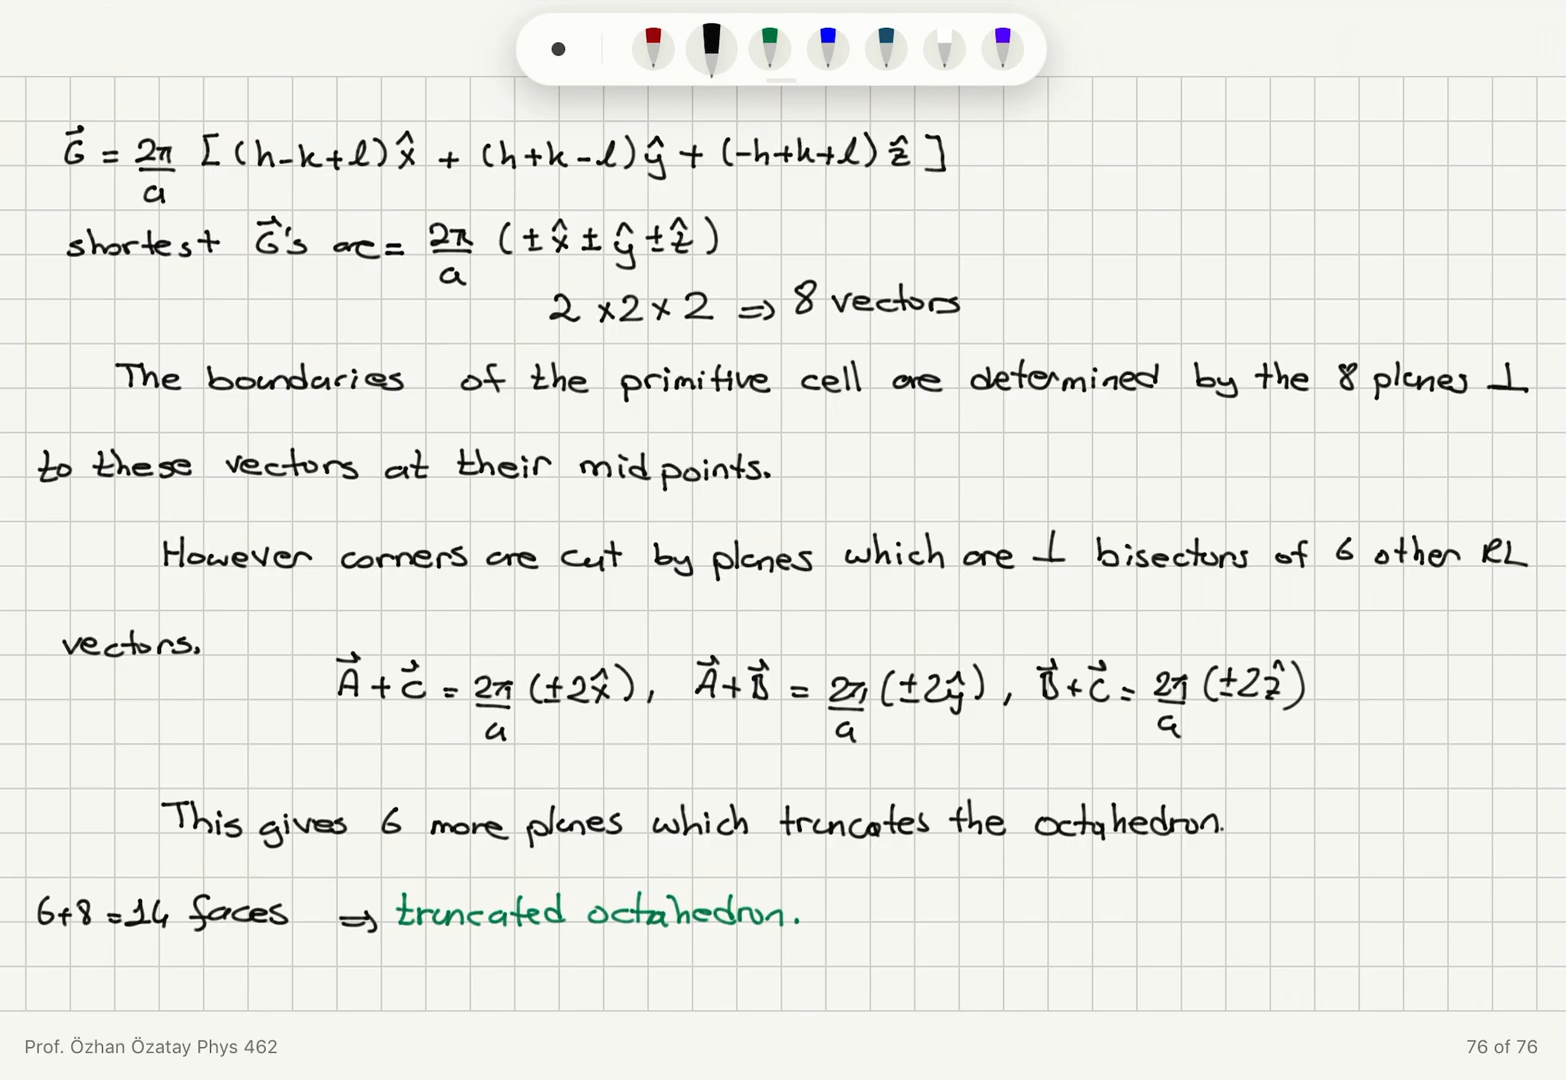 G⃗ = 2π/a [(h-k+l)x̂ + (h+k-l)ŷ + (-h+k+l)ẑ]
shortest G⃗'s are = 2π/a (±x̂ ± ŷ ± ẑ)
2 x 2 x 2 ⇒ 8 vectors
The boundaries of the primitive cell are determined by the 8 planes ⊥
to these vectors at their midpoints.
However corners are cut by planes which are ⊥ bisectors of 6 other RL
vectors.
A⃗ + C⃗ = 2π/a (±2x̂), A⃗ + B⃗ = 2π/a (±2ŷ), B⃗ + C⃗ = 2π/a (±2ẑ)
This gives 6 more planes which truncates the octahedron.
6+8=14 faces ⇒ truncated octahedron.
Prof. Özhan Özatay Phys 462
76 of 76